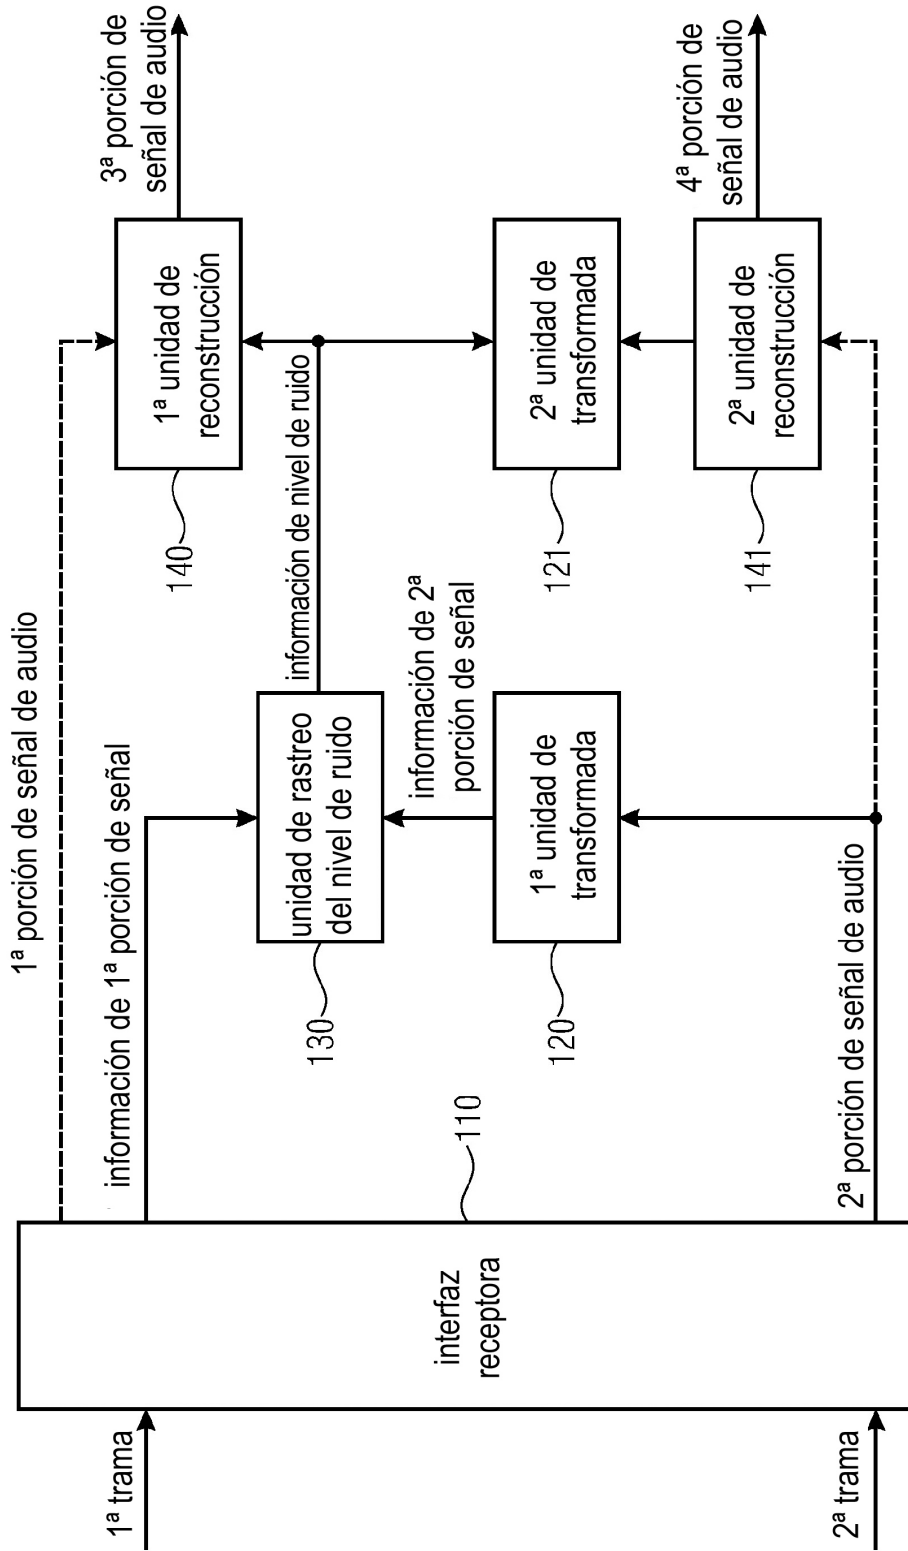 1ª trama
2ª trama
interfaz
receptora
110
1ª porción de señal de audio
información de 1ª porción de señal
2ª porción de señal de audio
unidad de rastreo
del nivel de ruido
130
información de 2ª
porción de señal
1ª unidad de
transformada
120
información de nivel de ruido
1ª unidad de
reconstrucción
140
2ª unidad de
transformada
121
2ª unidad de
reconstrucción
141
3ª porción de
señal de audio
4ª porción de
señal de audio